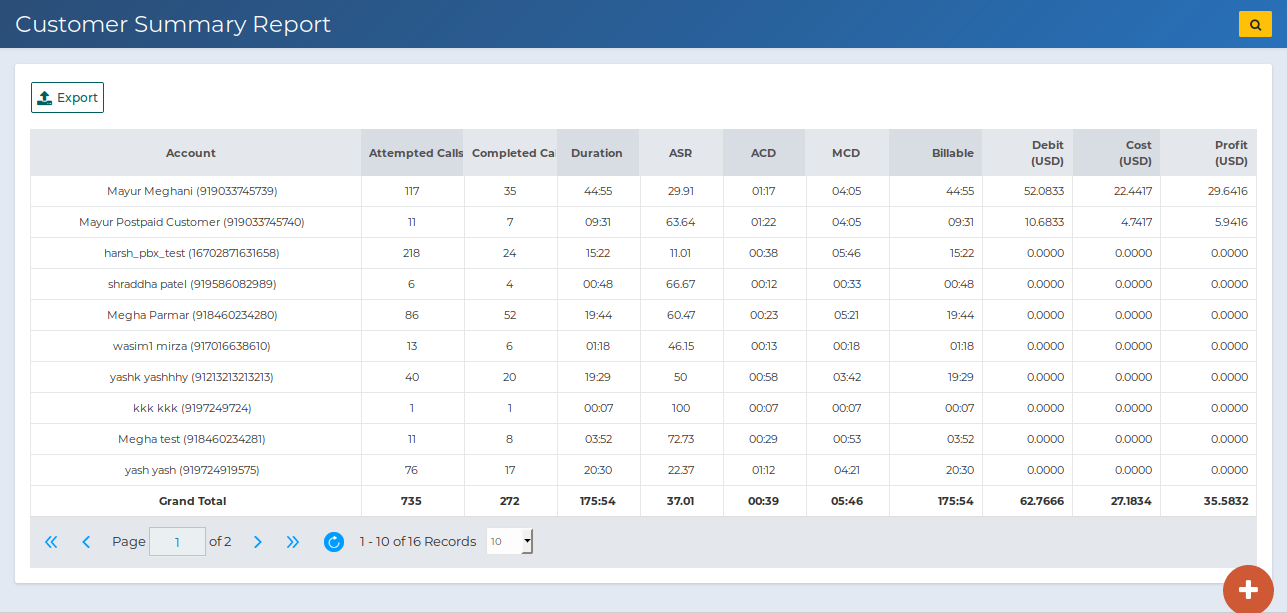 Customer Summary Report
Export
Account Attempted Calls Completed Ca Duration ASR ACD MCD Billable Debit (USD) Cost (USD) Profit (USD)
Mayur Meghani (919033745739) 117 35 44:55 29.91 01:17 04:05 44:55 52.0833 22.4417 29.6416
Mayur Postpaid Customer (919033745740) 11 7 09:31 63.64 01:22 04:05 09:31 10.6833 4.7417 5.9416
harsh_pbx_test (16702871631658) 218 24 15:22 11.01 00:38 05:46 15:22 0.0000 0.0000 0.0000
shraddha patel (919586082989) 6 4 00:48 66.67 00:12 00:33 00:48 0.0000 0.0000 0.0000
Megha Parmar (918460234280) 86 52 19:44 60.47 00:23 05:21 19:44 0.0000 0.0000 0.0000
wasim1 mirza (917016638610) 13 6 01:18 46.15 00:13 00:18 01:18 0.0000 0.0000 0.0000
yashk yashhhy (91213213213213) 40 20 19:29 50 00:58 03:42 19:29 0.0000 0.0000 0.0000
kkk kkk (9197249724) 1 1 00:07 100 00:07 00:07 00:07 0.0000 0.0000 0.0000
Megha test (918460234281) 11 8 03:52 72.73 00:29 00:53 03:52 0.0000 0.0000 0.0000
yash yash (919724919575) 76 17 20:30 22.37 01:12 04:21 20:30 0.0000 0.0000 0.0000
Grand Total 735 272 175:54 37.01 00:39 05:46 175:54 62.7666 27.1834 35.5832
Page 1 of 2 1 - 10 of 16 Records 10